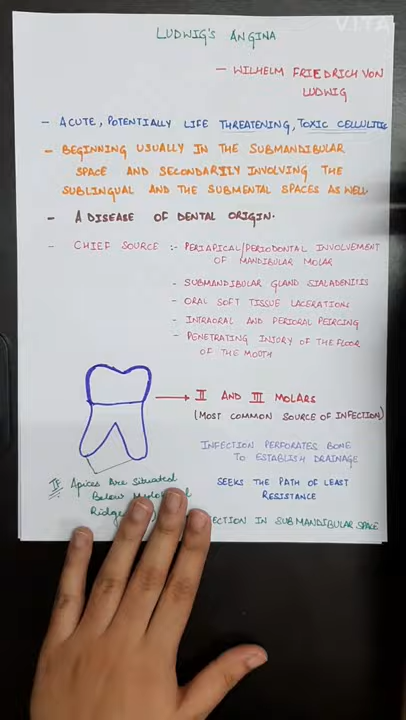 VITA
LUDWIG'S ANGINA
- WILHELM FRIEDRICH VON
LUDWIG
- ACUTE, POTENTIALLY LIFE THREATENING, TOXIC CELLULITIS
- BEGINNING USUALLY IN THE SUBMANDIBULAR
SPACE AND SECONDARILY INVOLVING THE
SUBLINGUAL AND THE SUBMENTAL SPACES AS WELL
- A DISEASE OF DENTAL ORIGIN.
- CHIEF SOURCE :- PERIAPICAL/PERIODONTAL INVOLVEMENT
OF MANDIBULAR MOLAR
- SUBMANDIBULAR GLAND SIALADENITIS
- ORAL SOFT TISSUE LACERATIONS
- INTRAORAL AND PERIORAL PEIRCING
- PENETRATING INJURY OF THE FLOOR
OF THE MOUTH
II AND III MOLARS
(MOST COMMON SOURCE OF INFECTION)
INFECTION PERFORATES BONE
TO ESTABLISH DRAINAGE
SEEKS THE PATH OF LEAST
RESISTANCE
If Apices Are Situated
Below
Ridge
IN SUBMANDIBULAR SPACE